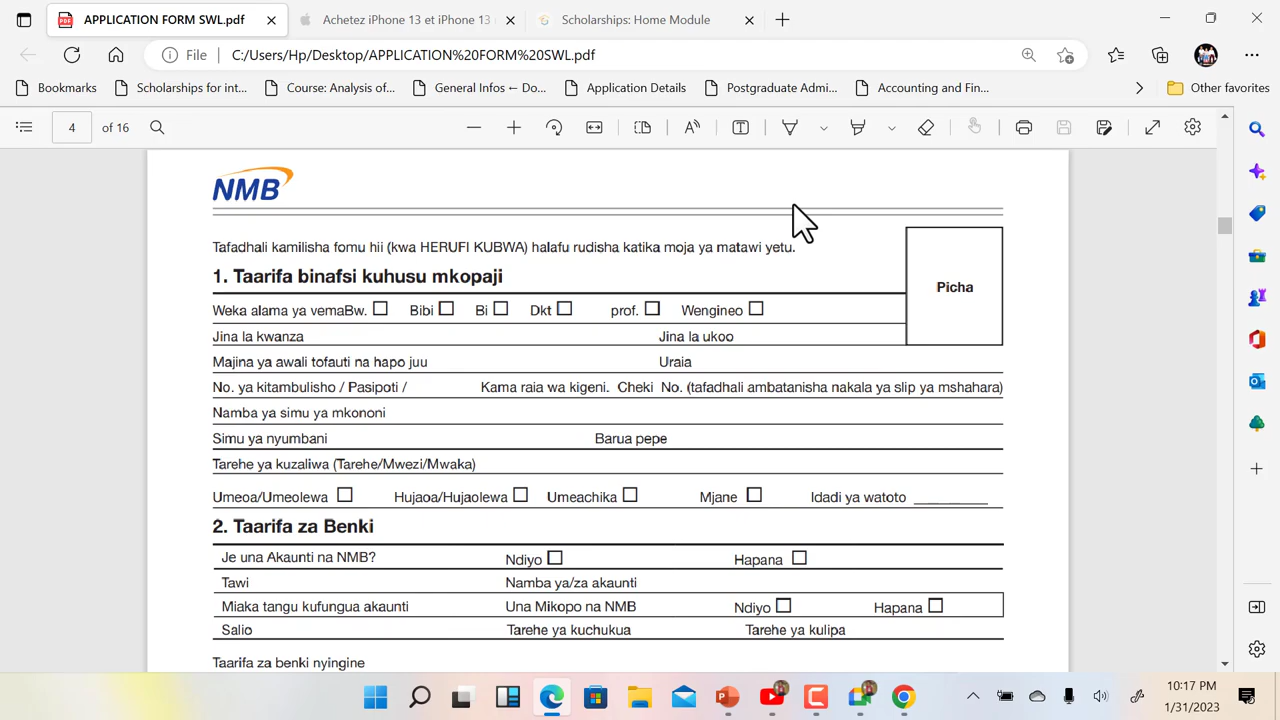 APPLICATION FORM SWL.pdf
Achetez iPhone 13 et iPhone 13
Scholarships: Home Module
File C:/Users/Hp/Desktop/APPLICATION%20FORM%20SWL.pdf
Bookmarks
Scholarships for int...
Course: Analysis of...
General Infos ← Do...
Application Details
Postgraduate Admi...
Accounting and Fin...
Other favorites
4 of 16
NMB
Tafadhali kamilisha fomu hii (kwa HERUFI KUBWA) halafu rudisha katika moja ya matawi yetu.
1. Taarifa binafsi kuhusu mkopaji
Picha
Weka alama ya vemaBw. Bibi Bi Dkt prof. Wengineo
Jina la kwanza Jina la ukoo
Majina ya awali tofauti na hapo juu Uraia
No. ya kitambulisho / Pasipoti / Kama raia wa kigeni. Cheki No. (tafadhali ambatanisha nakala ya slip ya mshahara)
Namba ya simu ya mkononi
Simu ya nyumbani Barua pepe
Tarehe ya kuzaliwa (Tarehe/Mwezi/Mwaka)
Umeoa/Umeolewa Hujaoa/Hujaolewa Umeachika Mjane Idadi ya watoto
2. Taarifa za Benki
Je una Akaunti na NMB? Ndiyo Hapana
Tawi Namba ya/za akaunti
Miaka tangu kufungua akaunti Una Mikopo na NMB Ndiyo Hapana
Salio Tarehe ya kuchukua Tarehe ya kulipa
Taarifa za benki nyingine
10:17 PM
1/31/2023